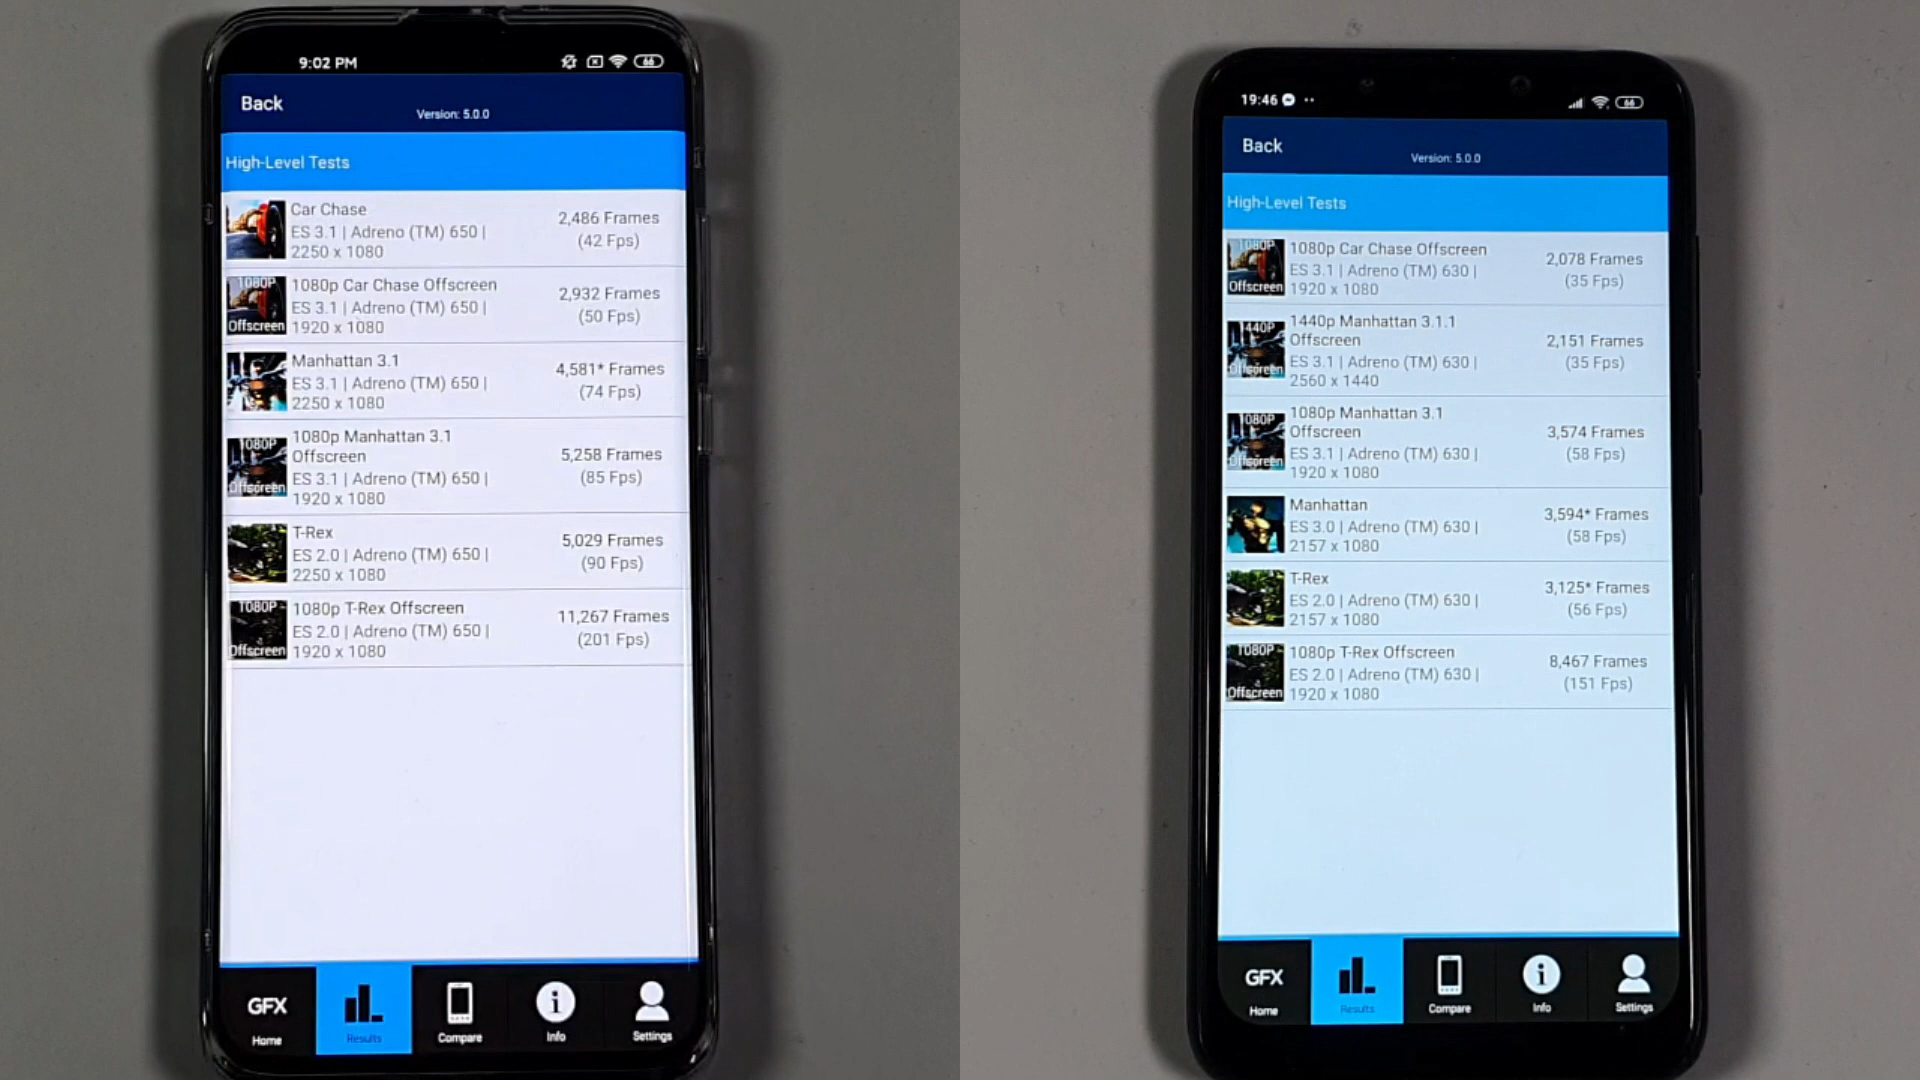 9:02 PM
66
Back
Version: 5.0.0
High-Level Tests
Car Chase
ES 3.1 | Adreno (TM) 650 |
2250 x 1080
2,486 Frames
(42 Fps)
1080P
Offscreen
1080p Car Chase Offscreen
ES 3.1 | Adreno (TM) 650 |
1920 x 1080
2,932 Frames
(50 Fps)
Manhattan 3.1
ES 3.1 | Adreno (TM) 650 |
2250 x 1080
4,581* Frames
(74 Fps)
1080P
Offscreen
1080p Manhattan 3.1
Offscreen
ES 3.1 | Adreno (TM) 650 |
1920 x 1080
5,258 Frames
(85 Fps)
T-Rex
ES 2.0 | Adreno (TM) 650 |
2250 x 1080
5,029 Frames
(90 Fps)
1080P
Offscreen
1080p T-Rex Offscreen
ES 2.0 | Adreno (TM) 650 |
1920 x 1080
11,267 Frames
(201 Fps)
GFX
Home
Results
Compare
Info
Settings
19:46
66
Back
Version: 5.0.0
High-Level Tests
1080P
Offscreen
1080p Car Chase Offscreen
ES 3.1 | Adreno (TM) 630 |
1920 x 1080
2,078 Frames
(35 Fps)
1440P
Offscreen
1440p Manhattan 3.1.1
Offscreen
ES 3.1 | Adreno (TM) 630 |
2560 x 1440
2,151 Frames
(35 Fps)
1080P
Offscreen
1080p Manhattan 3.1
Offscreen
ES 3.1 | Adreno (TM) 630 |
1920 x 1080
3,574 Frames
(58 Fps)
Manhattan
ES 3.0 | Adreno (TM) 630 |
2157 x 1080
3,594* Frames
(58 Fps)
T-Rex
ES 2.0 | Adreno (TM) 630 |
2157 x 1080
3,125* Frames
(56 Fps)
1080P
Offscreen
1080p T-Rex Offscreen
ES 2.0 | Adreno (TM) 630 |
1920 x 1080
8,467 Frames
(151 Fps)
GFX
Home
Results
Compare
Info
Settings